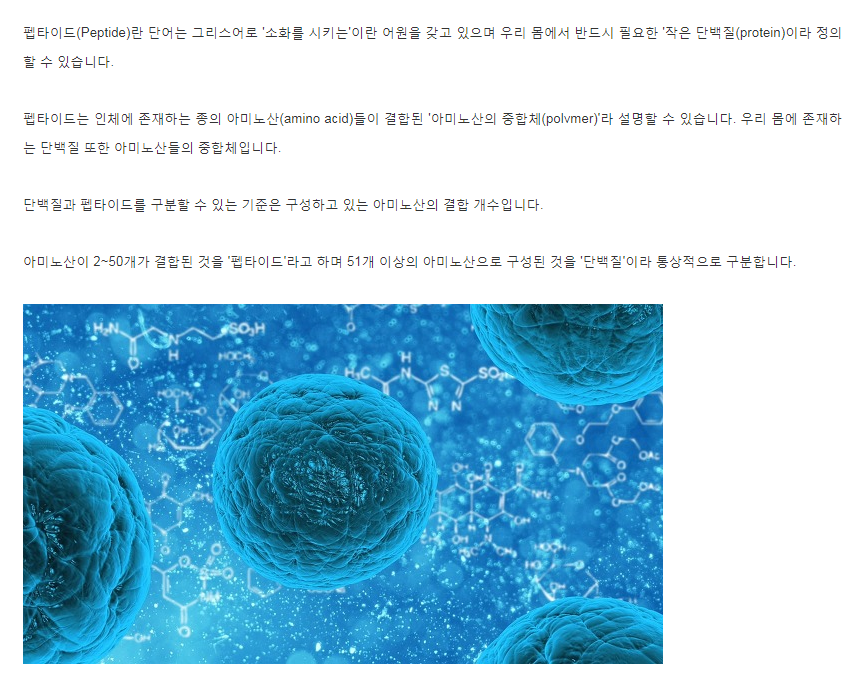 펩타이드(Peptide)란 단어는 그리스어로 '소화를 시키는'이란 어원을 갖고 있으며 우리 몸에서 반드시 필요한 '작은 단백질(protein)이라 정의
할 수 있습니다.
펩타이드는 인체에 존재하는 종의 아미노산(amino acid)들이 결합된 '아미노산의 중합체(polvmer)'라 설명할 수 있습니다. 우리 몸에 존재하
는 단백질 또한 아미노산들의 중합체입니다.
단백질과 펩타이드를 구분할 수 있는 기준은 구성하고 있는 아미노산의 결합 개수입니다.
아미노산이 2~50개가 결합된 것을 '펩타이드'라고 하며 51개 이상의 아미노산으로 구성된 것을 '단백질'이라 통상적으로 구분합니다.
H₂N
SO₃H
O
N
H
HOCH
H₃C
H
N
S
SO₂
N N
O
OAc
OAc
NH₂
OH